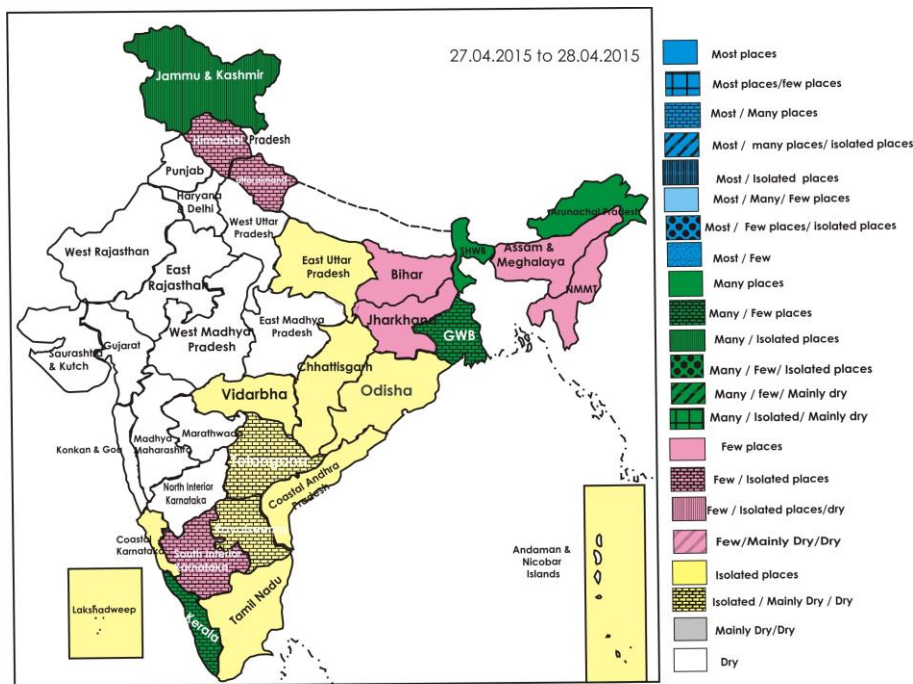 27.04.2015 to 28.04.2015
Jammu & Kashmir
Himachal Pradesh
Punjab
Uttarakhand
Haryana
& Delhi
West Uttar
Pradesh
West Rajasthan
East
Rajasthan
East Uttar
Pradesh
Bihar
SHWB
Assam &
Meghalaya
Arunachal Pradesh
NMMT
Jharkhand
GWB
West Madhya
Pradesh
East Madhya
Pradesh
Saurashtra
& Kutch
Gujarat
Chhattisgarh
Odisha
Vidarbha
Konkan & Goa
Madhya
Maharashtra
Marathwada
Telangana
Coastal Andhra
Pradesh
North Interior
Karnataka
Coastal
Karnataka
South Interior
Karnataka
Tamil Nadu
Kerala
Lakshadweep
Andaman &
Nicobar
Islands
Most places
Most places/few places
Most / Many places
Most / many places/ isolated places
Most / Isolated places
Most / Many/ Few places
Most / Few places/ isolated places
Most / Few
Many places
Many / Few places
Many / Isolated places
Many / Few/ Isolated places
Many / few/ Mainly dry
Many / Isolated/ Mainly dry
Few places
Few / Isolated places
Few / Isolated places/dry
Few/Mainly Dry/Dry
Isolated places
Isolated / Mainly Dry / Dry
Mainly Dry/Dry
Dry